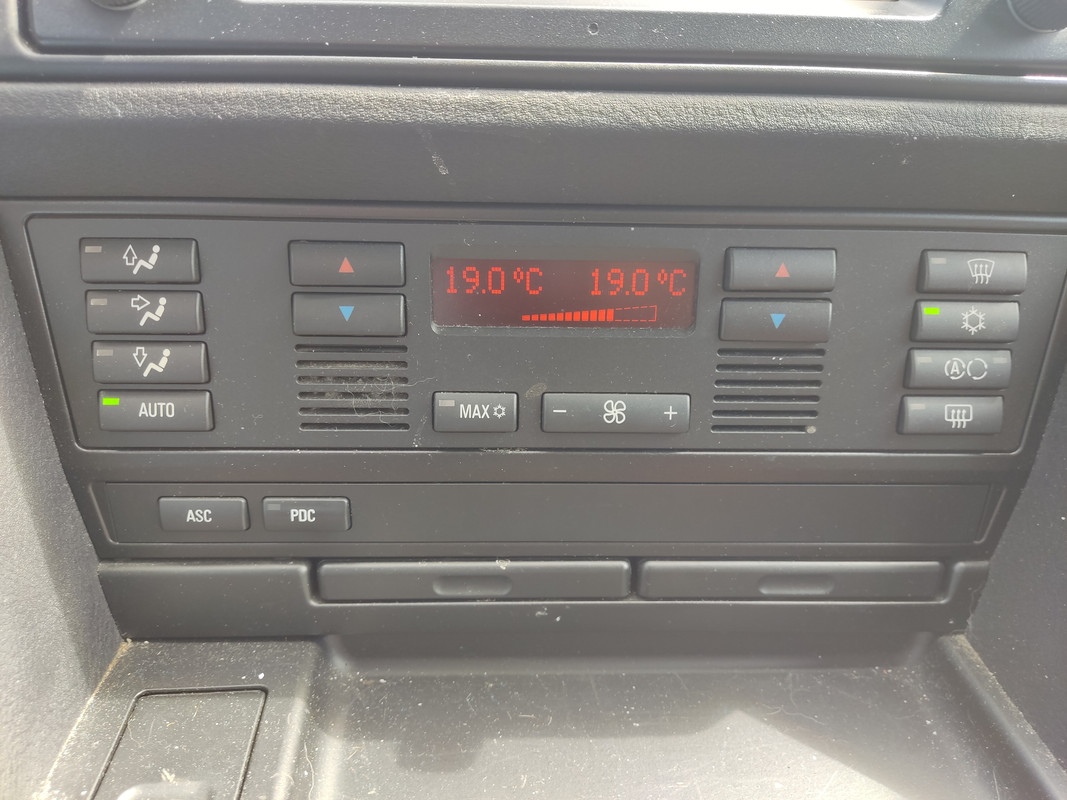 19.0 °C 19.0 °C
AUTO
MAX
- +
A
ASC PDC